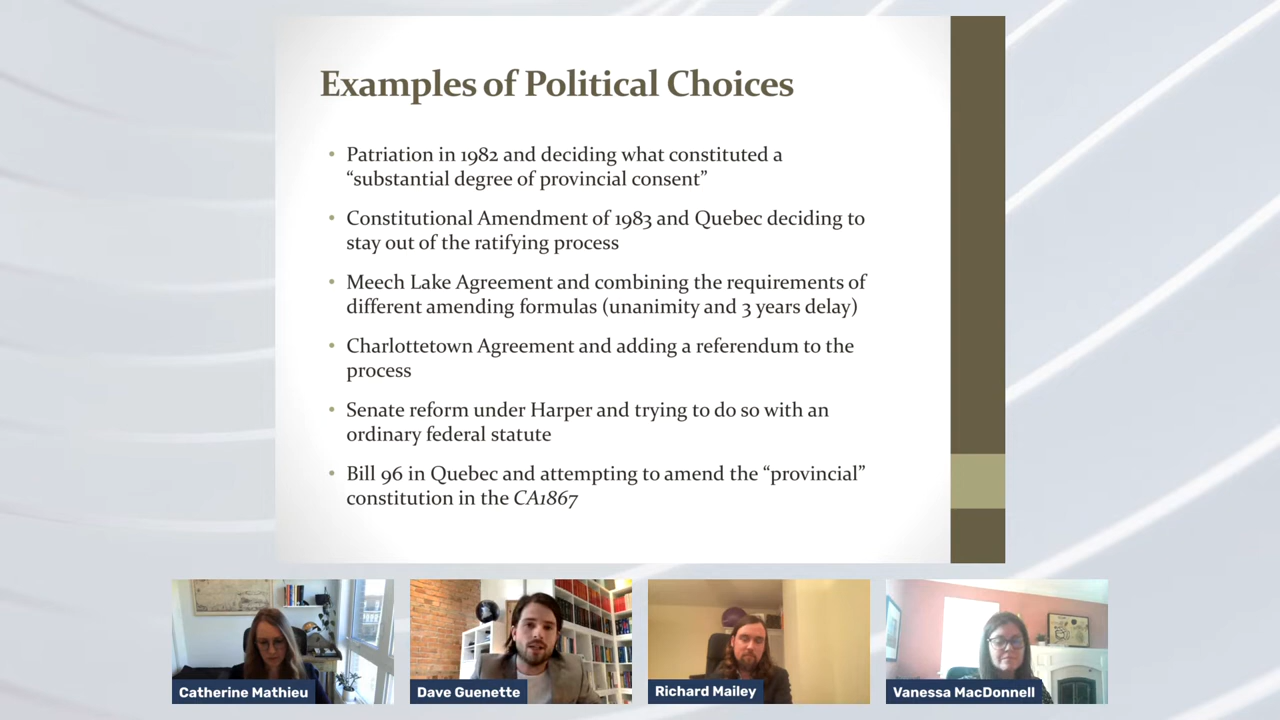 Examples of Political Choices
• Patriation in 1982 and deciding what constituted a
“substantial degree of provincial consent”
• Constitutional Amendment of 1983 and Quebec deciding to
stay out of the ratifying process
• Meech Lake Agreement and combining the requirements of
different amending formulas (unanimity and 3 years delay)
• Charlottetown Agreement and adding a referendum to the
process
• Senate reform under Harper and trying to do so with an
ordinary federal statute
• Bill 96 in Quebec and attempting to amend the “provincial”
constitution in the CA1867
Catherine Mathieu
Dave Guenette
Richard Mailey
Vanessa MacDonnell